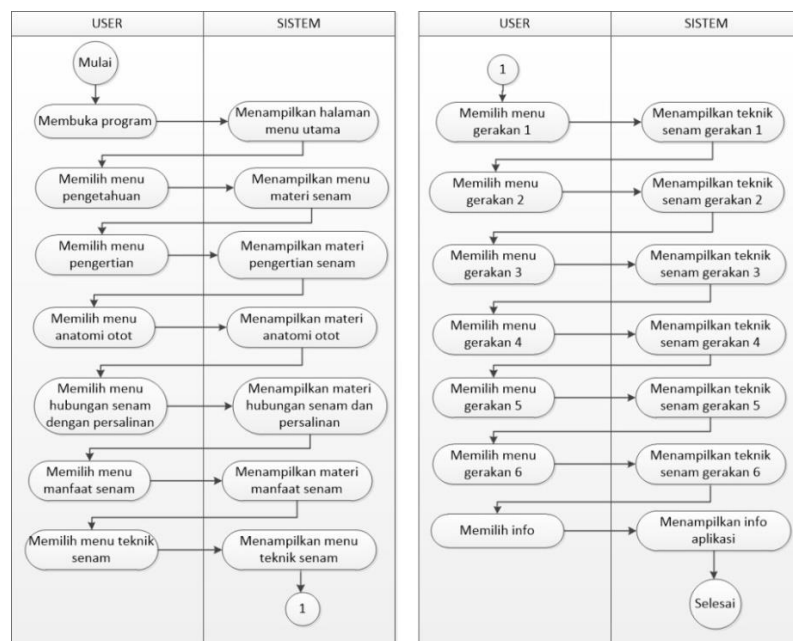 USER
SISTEM
Mulai
Membuka program
Menampilkan halaman
menu utama
Memilih menu
pengetahuan
Menampilkan menu
materi senam
Memilih menu
pengertian
Menampilkan materi
pengertian senam
Memilih menu
anatomi otot
Menampilkan materi
anatomi otot
Memilih menu
hubungan senam
dengan persalinan
Menampilkan materi
hubungan senam dan
persalinan
Memilih menu
manfaat senam
Menampilkan materi
manfaat senam
Memilih menu teknik
senam
Menampilkan menu
teknik senam
1
USER
SISTEM
1
Memilih menu
gerakan 1
Menampilkan teknik
senam gerakan 1
Memilih menu
gerakan 2
Menampilkan teknik
senam gerakan 2
Memilih menu
gerakan 3
Menampilkan teknik
senam gerakan 3
Memilih menu
gerakan 4
Menampilkan teknik
senam gerakan 4
Memilih menu
gerakan 5
Menampilkan teknik
senam gerakan 5
Memilih menu
gerakan 6
Menampilkan teknik
senam gerakan 6
Memilih info
Menampilkan info
aplikasi
Selesai